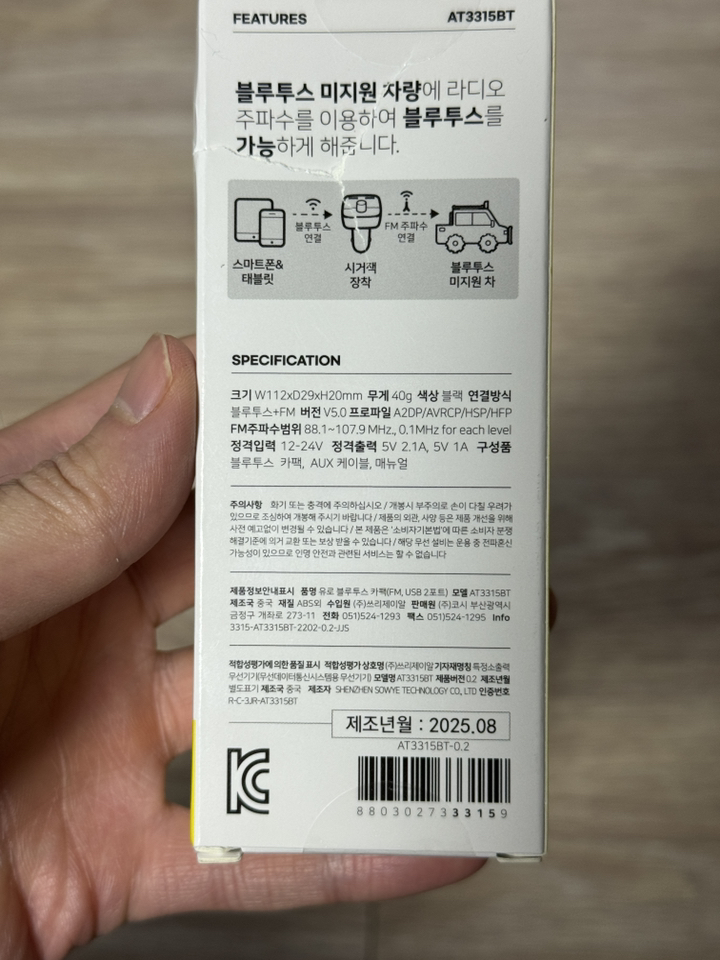 FEATURES AT3315BT
블루투스 미지원 차량에 라디오
주파수를 이용하여 블루투스를
가능하게 해줍니다.
블루투스
연결
FM 주파수
연결
스마트폰&
태블릿
시거잭
장착
블루투스
미지원 차
SPECIFICATION
크기 W112xD29xH20mm 무게 40g 색상 블랙 연결방식
블루투스+FM 버전 V5.0 프로파일 A2DP/AVRCP/HSP/HFP
FM주파수범위 88.1~107.9 MHz., 0.1MHz for each level
정격입력 12-24V 정격출력 5V 2.1A, 5V 1A 구성품
블루투스 카팩, AUX 케이블, 매뉴얼
주의사항 화기 또는 충격에 주의하십시오 / 개봉시 부주의로 손이 다칠 우려가
있으므로 조심하여 개봉해 주시기 바랍니다 / 제품의 외관, 사양 등은 제품 개선을 위해
사전 예고없이 변경될 수 있습니다 / 본 제품은 '소비자기본법'에 따른 소비자 분쟁
해결기준에 의거 교환 또는 보상 받을 수 있습니다 / 해당 무선 설비는 운용 중 전파혼신
가능성이 있으므로 인명 안전과 관련된 서비스는 할 수 없습니다
제품정보안내표시 품명 유로 블루투스 카팩(FM, USB 2포트) 모델 AT3315BT
제조국 중국 재질 ABS외 수입원 (주)쓰리제이알 판매원 (주)코시 부산광역시
금정구 개좌로 273-11 전화 051)524-1293 팩스 051)524-1295 Info
3315-AT3315BT-2202-0.2-JJS
적합성평가에 의한 품질 표시 적합성평가 상호명 (주)쓰리제이알 기자재명칭 특정소출력
무선기기(무선데이터통신시스템용 무선기기) 모델명 AT3315BT 제품버전 0.2 제조년월
별도표기 제조국 중국 제조자 SHENZHEN SOWYE TECHNOLOGY CO., LTD 인증번호
R-C-3JR-AT3315BT
제조년월 : 2025.08
AT3315BT-0.2
KC
8803027333159